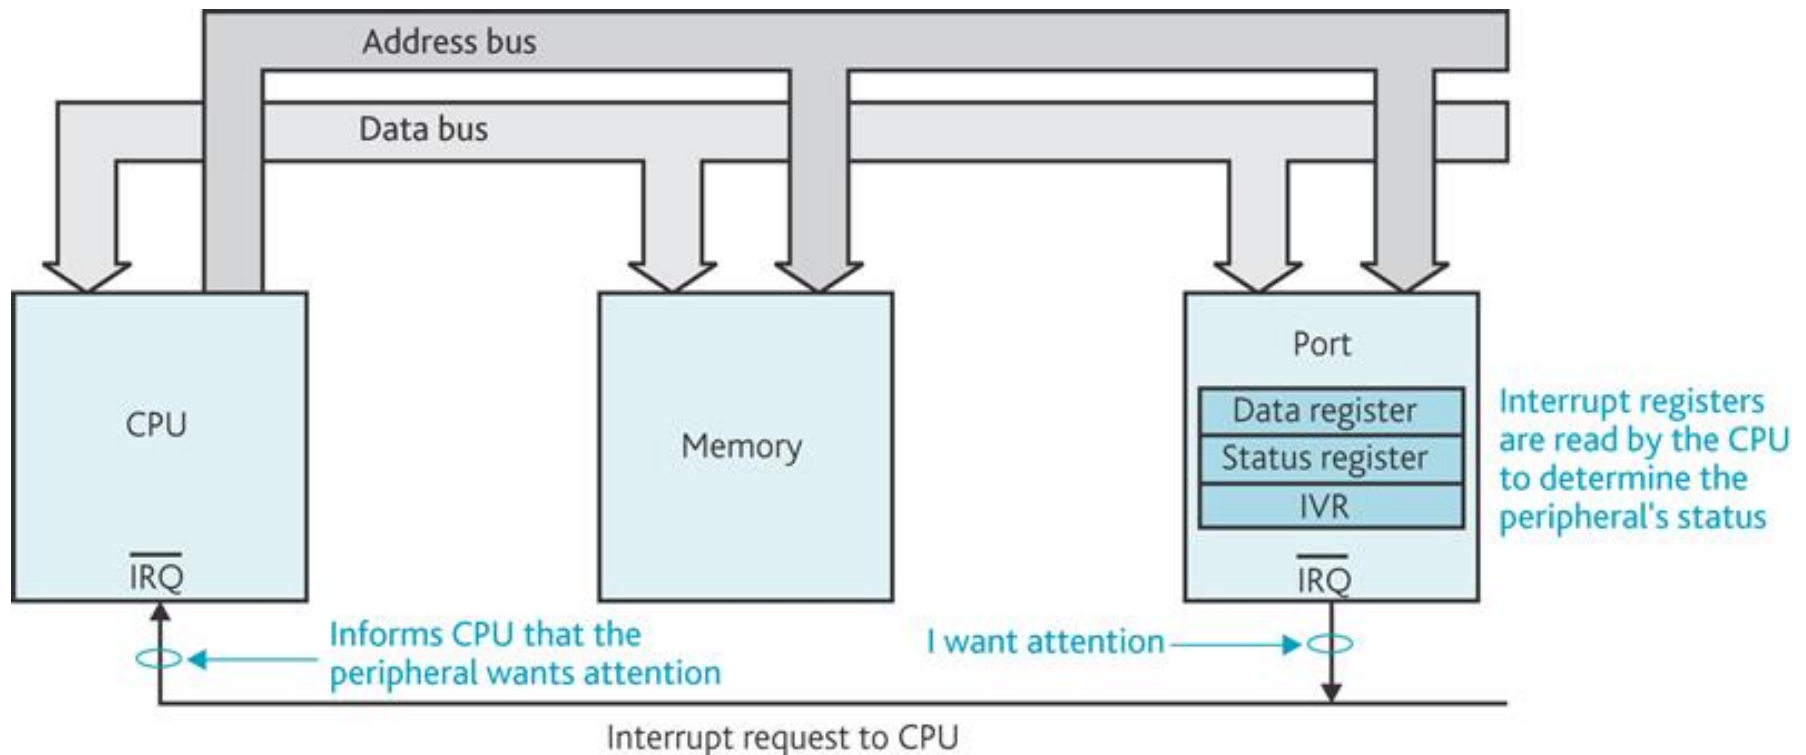 Address bus
Data bus
CPU
IRQ
Memory
Port
Data register
Status register
IVR
IRQ
Interrupt registers
are read by the CPU
to determine the
peripheral's status
Informs CPU that the
peripheral wants attention
I want attention
Interrupt request to CPU